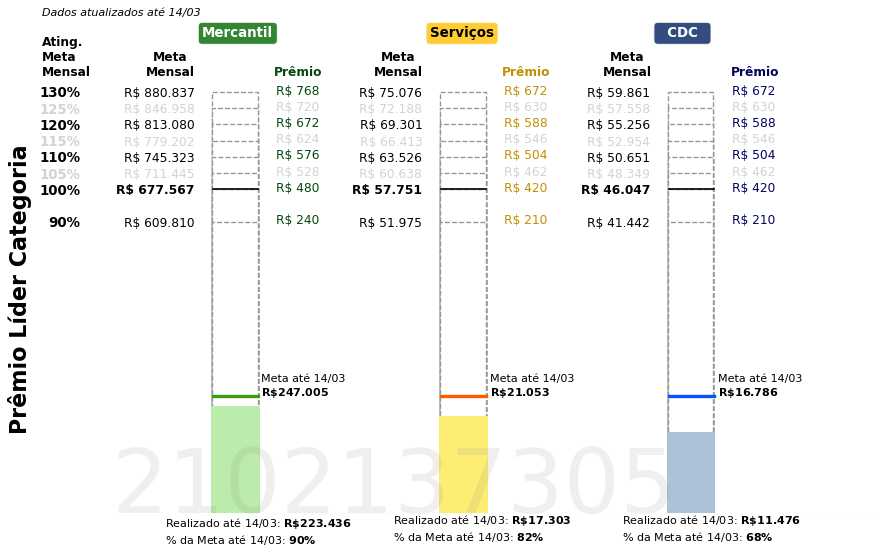 Dados atualizados até 14/03
Mercantil Serviços CDC
Ating.
Meta Meta Meta Meta
Mensal Mensal Prêmio Mensal Prêmio Mensal Prêmio
130% R$ 880.837 R$ 768 R$ 75.076 R$ 672 R$ 59.861 R$ 672
125% R$ 846.958 R$ 720 R$ 72.188 R$ 630 R$ 57.558 R$ 630
120% R$ 813.080 R$ 672 R$ 69.301 R$ 588 R$ 55.256 R$ 588
115% R$ 779.202 R$ 624 R$ 66.413 R$ 546 R$ 52.954 R$ 546
110% R$ 745.323 R$ 576 R$ 63.526 R$ 504 R$ 50.651 R$ 504
105% R$ 711.445 R$ 528 R$ 60.638 R$ 462 R$ 48.349 R$ 462
100% R$ 677.567 R$ 480 R$ 57.751 R$ 420 R$ 46.047 R$ 420
90% R$ 609.810 R$ 240 R$ 51.975 R$ 210 R$ 41.442 R$ 210
Prêmio Líder Categoria
Meta até 14/03 Meta até 14/03 Meta até 14/03
R$247.005 R$21.053 R$16.786
2102137305
Realizado até 14/03: R$223.436 Realizado até 14/03: R$17.303 Realizado até 14/03: R$11.476
% da Meta até 14/03: 90% % da Meta até 14/03: 82% % da Meta até 14/03: 68%